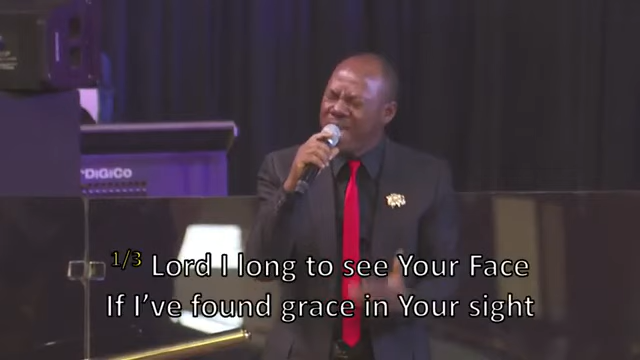 DiGiCo
1/3 Lord I long to see Your Face
If I've found grace in Your sight